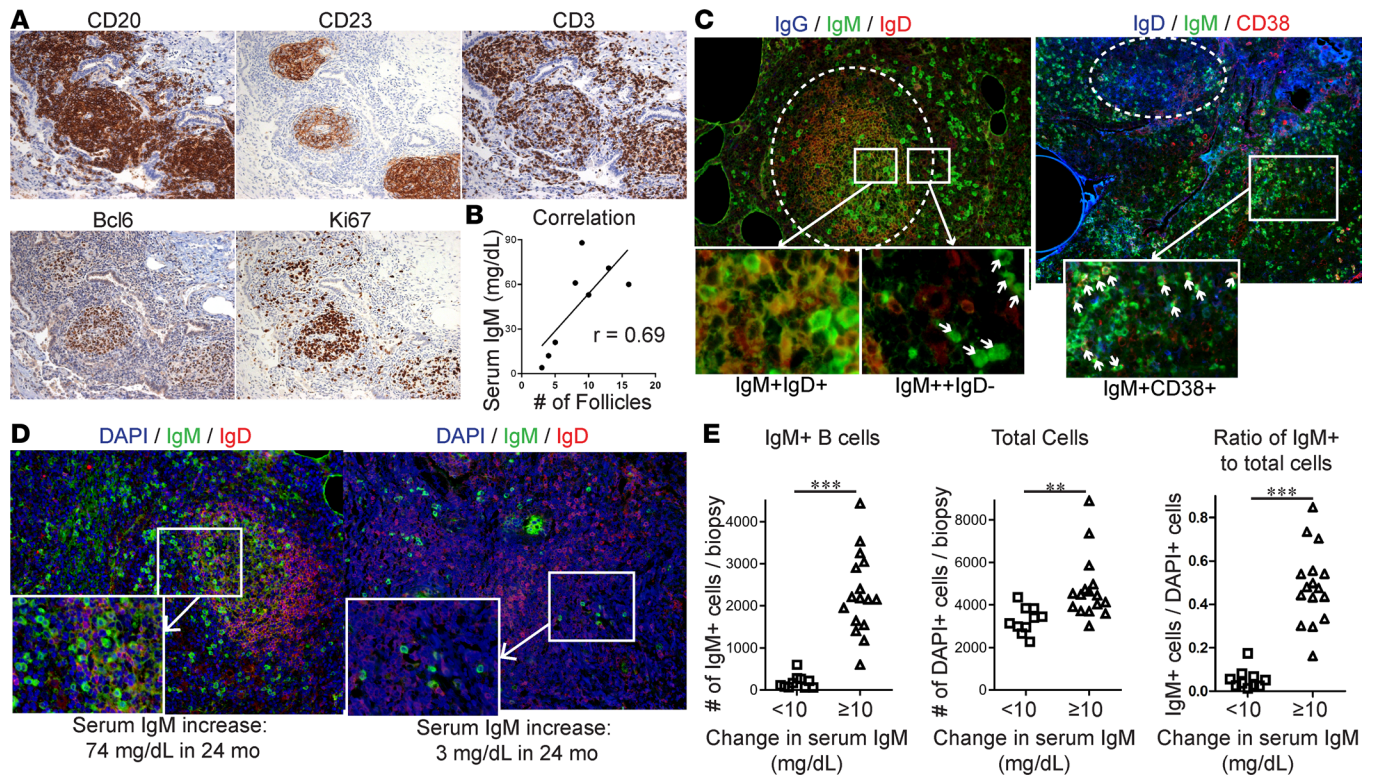 A
CD20
CD23
CD3
Bcl6
Ki67
B
Correlation
Serum IgM (mg/dL)
90
60
30
0
r = 0.69
0
5
10
15
20
# of Follicles
C
IgG / IgM / IgD
IgD / IgM / CD38
IgM+IgD+
IgM++IgD-
IgM+CD38+
D
DAPI / IgM / IgD
DAPI / IgM / IgD
Serum IgM increase:
74 mg/dL in 24 mo
Serum IgM increase:
3 mg/dL in 24 mo
E
IgM+ B cells
***
# of IgM+ cells / biopsy
4000
3000
2000
1000
0
<10
≥10
Change in serum IgM
(mg/dL)
Total Cells
**
# of DAPI+ cells / biopsy
8000
6000
4000
2000
0
<10
≥10
Change in serum IgM
(mg/dL)
Ratio of IgM+
to total cells
***
IgM+ cells / DAPI+ cells
0.8
0.6
0.4
0.2
0.0
<10
≥10
Change in serum IgM
(mg/dL)